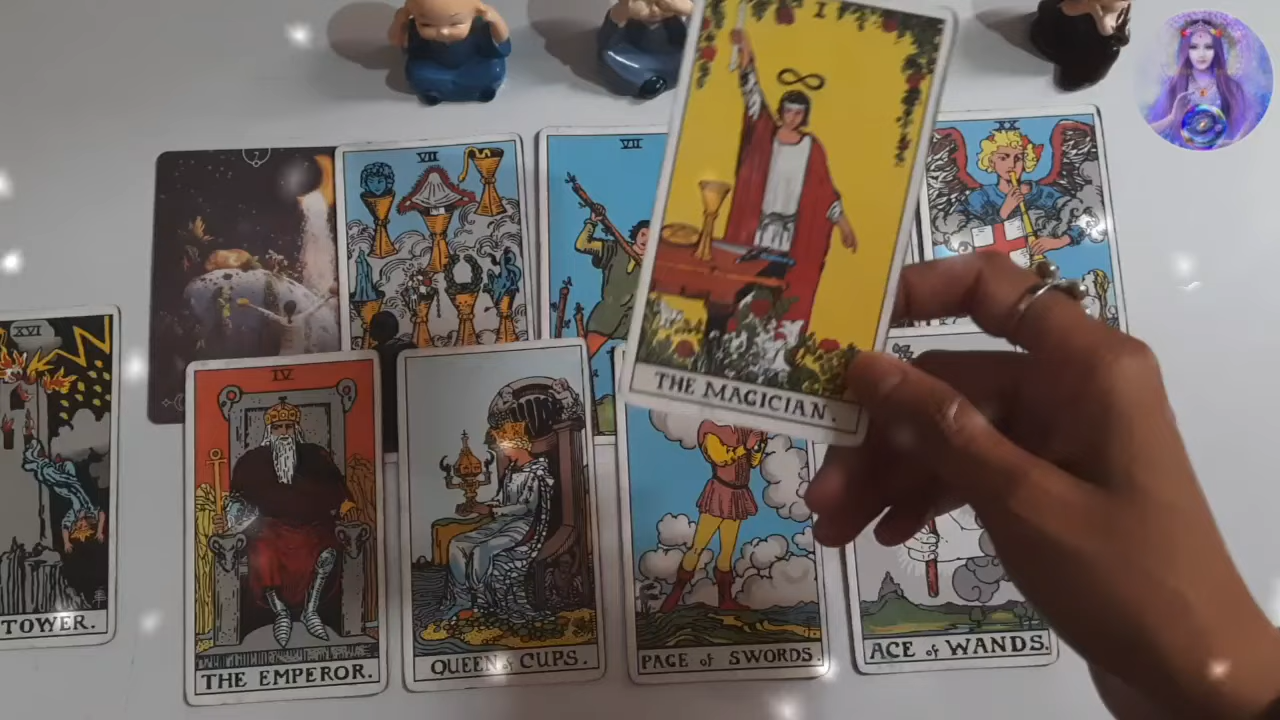 I
XX
VII
VII
7
XVI
TOWER.
IV
THE MAGICIAN.
THE EMPEROR.
QUEEN of CUPS.
PAGE of SWORDS.
ACE of WANDS.